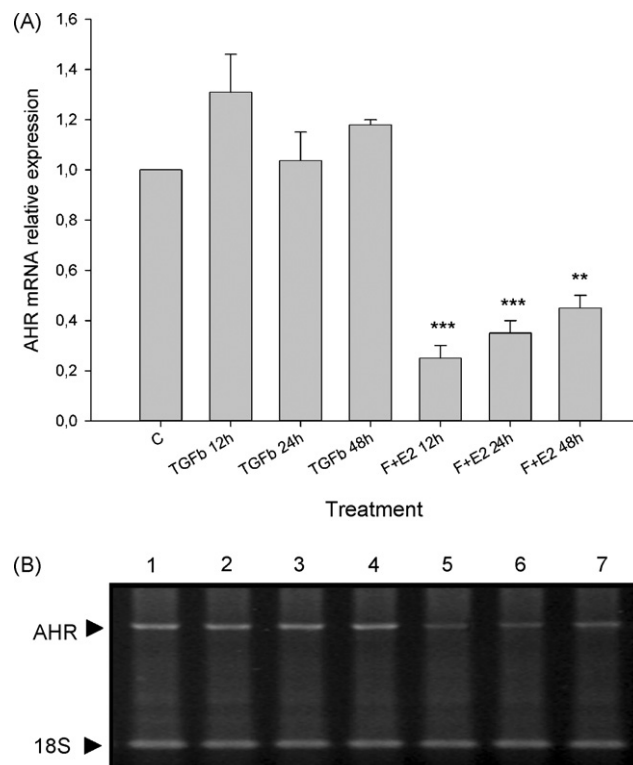 (A)
AHR mRNA relative expression
1,6
1,4
1,2
1,0
0,8
0,6
0,4
0,2
0,0
***
***
**
C
TGFb 12h
TGFb 24h
TGFb 48h
F+E2 12h
F+E2 24h
F+E2 48h
Treatment
(B)
1 2 3 4 5 6 7
AHR
18S